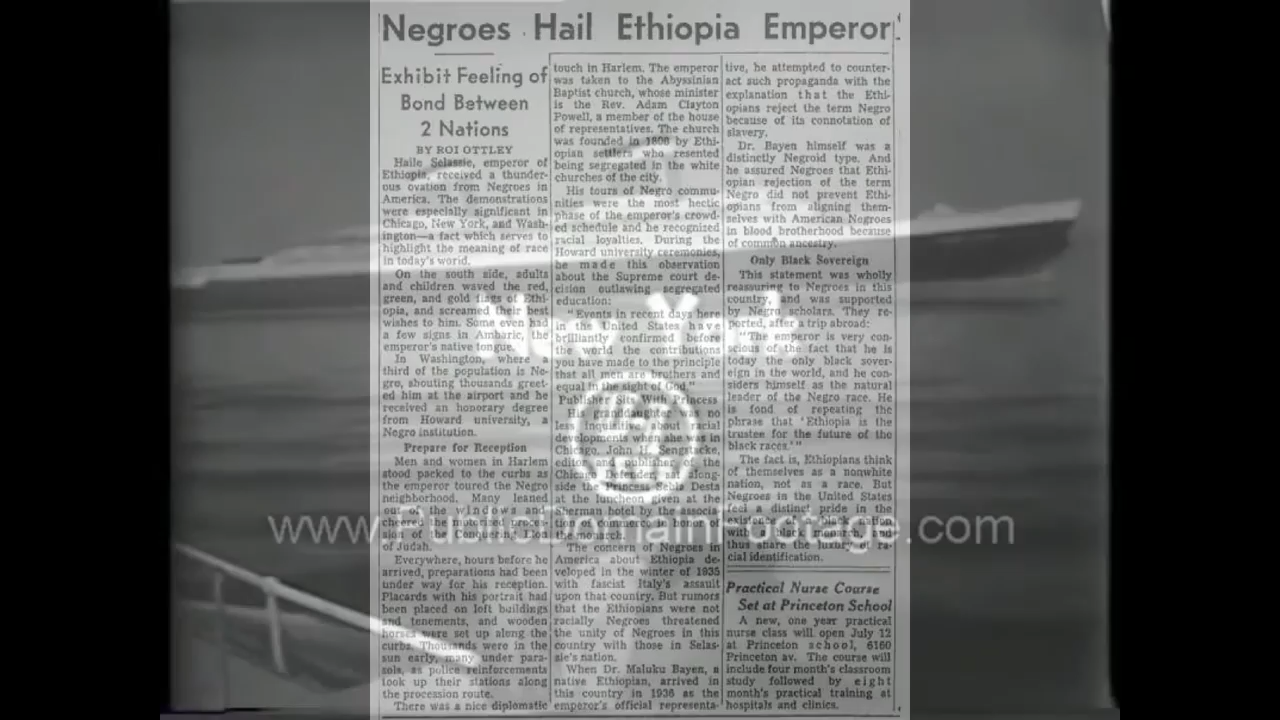 Negroes Hail Ethiopia Emperor
Exhibit Feeling of
Bond Between
2 Nations
BY ROI OTTLEY
Haile Selassie, emperor of
Ethiopia, received a thunder-
ous ovation from Negroes in
America. The demonstrations
were especially significant in
Chicago, New York, and Wash-
ington—a fact which serves to
highlight the meaning of race
in today's world.
On the south side, adults
and children waved the red,
green, and gold flags of Ethi-
opia, and screamed their best
wishes to him. Some even had
a few signs in Amharic, the
emperor's native tongue.
In Washington, where a
third of the population is Ne-
gro, shouting thousands greet-
ed him at the airport and he
received an honorary degree
from Howard university, a
Negro institution.
Prepare for Reception
Men and women in Harlem
stood packed to the curbs as
the emperor toured the Negro
neighborhood. Many leaned
out of the windows and
cheered the motorized proces-
sion of the Conquering Lion
of Judah.
Everywhere, hours before he
arrived, preparations had been
under way for his reception.
Placards with his portrait had
been placed on loft buildings
and tenements, and wooden
horses were set up along the
curbs. Thousands were in the
sun early, many under para-
sols, as police reinforcements
took up their stations along
the procession route.
There was a nice diplomatic
touch in Harlem. The emperor
was taken to the Abyssinian
Baptist church, whose minister
is the Rev. Adam Clayton
Powell, a member of the house
of representatives. The church
was founded in 1808 by Ethi-
opian settlers who resented
being segregated in the white
churches of the city.
His tours of Negro commu-
nities were the most hectic
phase of the emperor's crowd-
ed schedule and he recognized
racial loyalties. During the
Howard university ceremonies,
he made this observation
about the Supreme court de-
cision outlawing segregated
education:
"Events in recent days here
in the United States have
brilliantly confirmed before
the world the contributions
you have made to the principle
that all men are brothers and
equal in the sight of God."
Publisher Sits With Princess
His granddaughter was no
less inquisitive about racial
developments when she was in
Chicago. John H. Sengstacke,
editor and publisher of the
Chicago Defender, sat along-
side the Princess Sebla Desta
at the luncheon given at the
Sherman hotel by the associa-
tion of commerce in honor of
the monarch.
The concern of Negroes in
America about Ethiopia de-
veloped in the winter of 1935
with fascist Italy's assault
upon that country. But rumors
that the Ethiopians were not
racially Negroes threatened
the unity of Negroes in this
country with those in Selas-
sie's nation.
When Dr. Maluku Bayen, a
native Ethiopian, arrived in
this country in 1936 as the
emperor's official representa-
tive, he attempted to counter-
act such propaganda with the
explanation that the Ethi-
opians reject the term Negro
because of its connotation of
slavery.
Dr. Bayen himself was a
distinctly Negroid type. And
he assured Negroes that Ethi-
opian rejection of the term
Negro did not prevent Ethi-
opians from aligning them-
selves with American Negroes
in blood brotherhood because
of common ancestry.
Only Black Sovereign
This statement was wholly
reassuring to Negroes in this
country, and was supported
by Negro scholars. They re-
ported, after a trip abroad:
"The emperor is very con-
scious of the fact that he is
today the only black sover-
eign in the world, and he con-
siders himself as the natural
leader of the Negro race. He
is fond of repeating the
phrase that 'Ethiopia is the
trustee for the future of the
black races.'"
The fact is, Ethiopians think
of themselves as a nonwhite
nation, not as a race. But
Negroes in the United States
feel a distinct pride in the
existence of a black nation
with a black monarch, and
thus share the luxury of ra-
cial identification.
Practical Nurse Course
Set at Princeton School
A new, one year practical
nurse class will open July 12
at Princeton school, 6160
Princeton av. The course will
include four month's classroom
study followed by eight
month's practical training at
hospitals and clinics.
New York
www.PublicDomainFootage.com